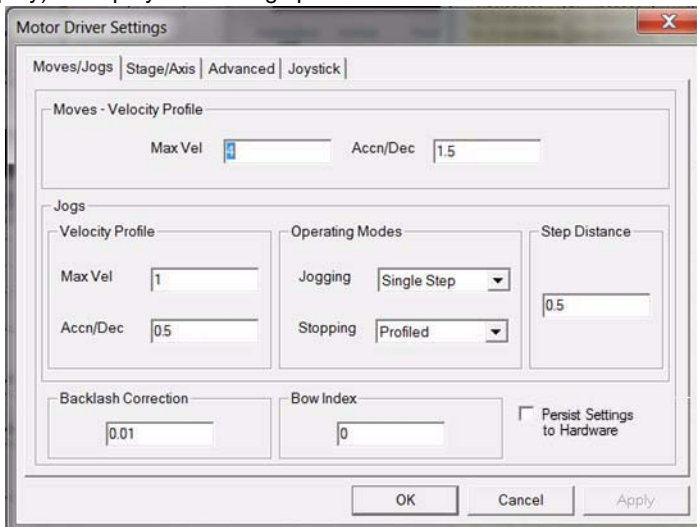 Motor Driver Settings
X
Moves/Jogs Stage/Axis Advanced Joystick
Moves - Velocity Profile
Max Vel 4 Accn/Dec 1.5
Jogs
Velocity Profile Operating Modes Step Distance
Max Vel 1 Jogging Single Step
0.5
Accn/Dec 0.5 Stopping Profiled
Backlash Correction Bow Index
Persist Settings
to Hardware
0.01 0
OK Cancel Apply